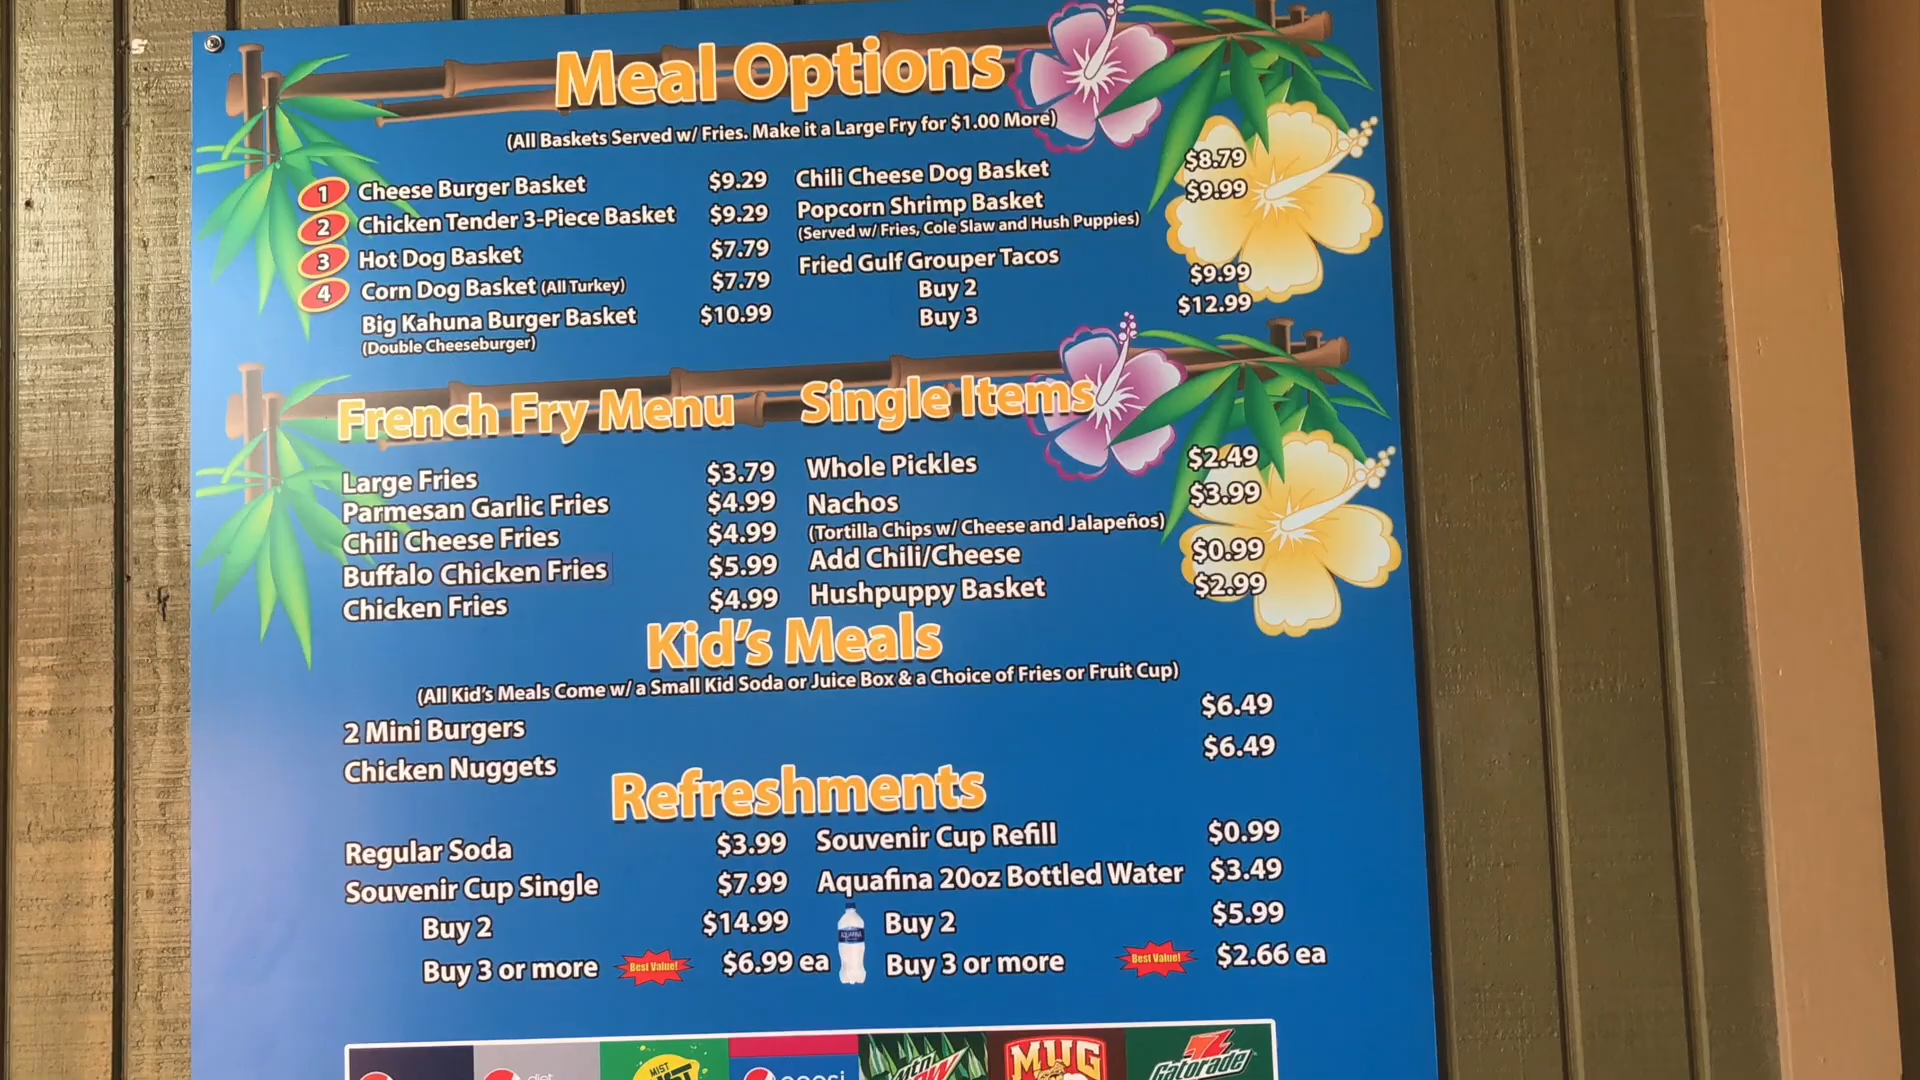 Meal Options
(All Baskets Served w/ Fries. Make it a Large Fry for $1.00 More)
1 Cheese Burger Basket $9.29
2 Chicken Tender 3-Piece Basket $9.29
3 Hot Dog Basket $7.79
4 Corn Dog Basket (All Turkey) $7.79
Big Kahuna Burger Basket $10.99
(Double Cheeseburger)
Chili Cheese Dog Basket $8.79
Popcorn Shrimp Basket $9.99
(Served w/ Fries, Cole Slaw and Hush Puppies)
Fried Gulf Grouper Tacos
Buy 2 $9.99
Buy 3 $12.99
French Fry Menu
Large Fries $3.79
Parmesan Garlic Fries $4.99
Chili Cheese Fries $4.99
Buffalo Chicken Fries $5.99
Chicken Fries $4.99
Single Items
Whole Pickles $2.49
Nachos $3.99
(Tortilla Chips w/ Cheese and Jalapeños)
Add Chili/Cheese $0.99
Hushpuppy Basket $2.99
Kid's Meals
(All Kid's Meals Come w/ a Small Kid Soda or Juice Box & a Choice of Fries or Fruit Cup)
2 Mini Burgers $6.49
Chicken Nuggets $6.49
Refreshments
Regular Soda $3.99
Souvenir Cup Single $7.99
Buy 2 $14.99
Buy 3 or more Best Value! $6.99 ea
Souvenir Cup Refill $0.99
Aquafina 20oz Bottled Water $3.49
Buy 2 $5.99
Buy 3 or more Best Value! $2.66 ea
AQUAFINA
diet
MIST
pepsi
MUG
Gatorade